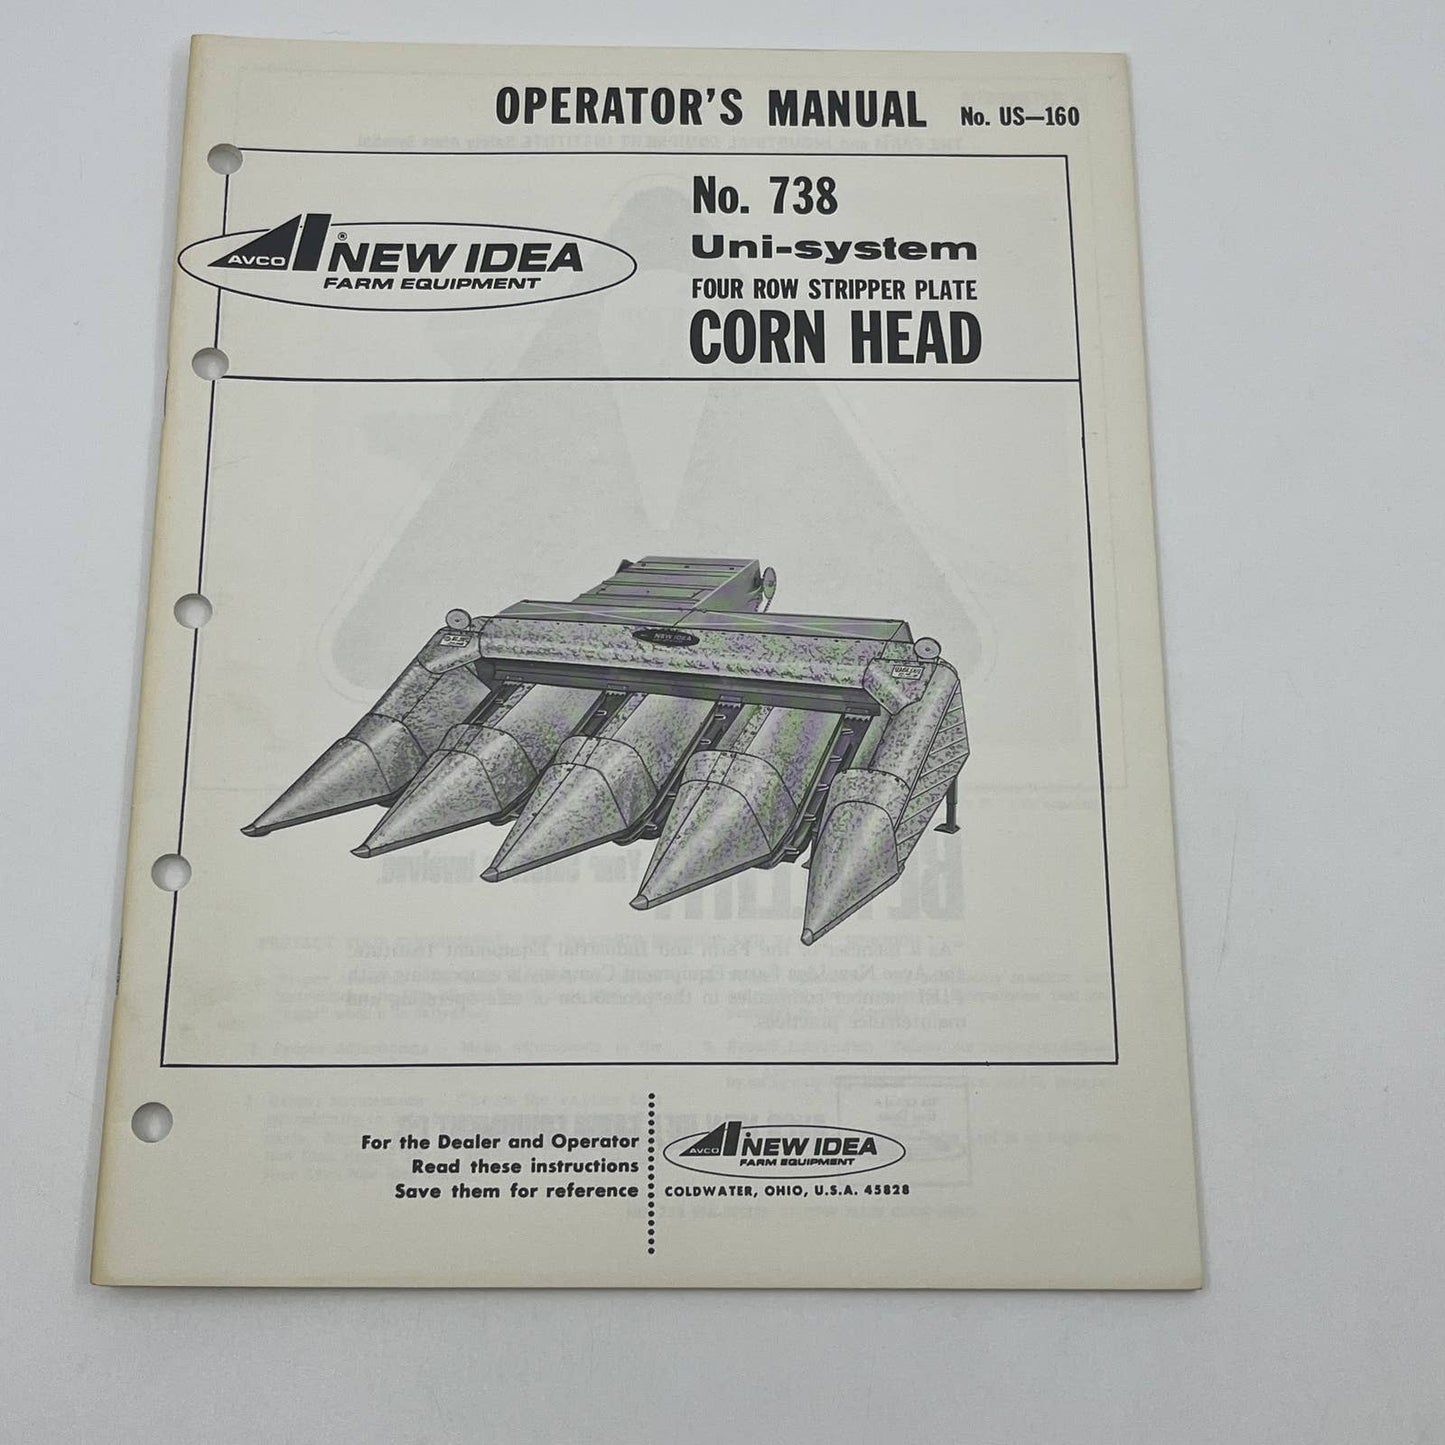 OPERATOR'S MANUAL No. US—160
AVCO NEW IDEA ®
FARM EQUIPMENT
No. 738
Uni-system
FOUR ROW STRIPPER PLATE
CORN HEAD
NEW IDEA
For the Dealer and Operator
Read these instructions
Save them for reference
AVCO NEW IDEA
FARM EQUIPMENT
COLDWATER, OHIO, U.S.A. 45828